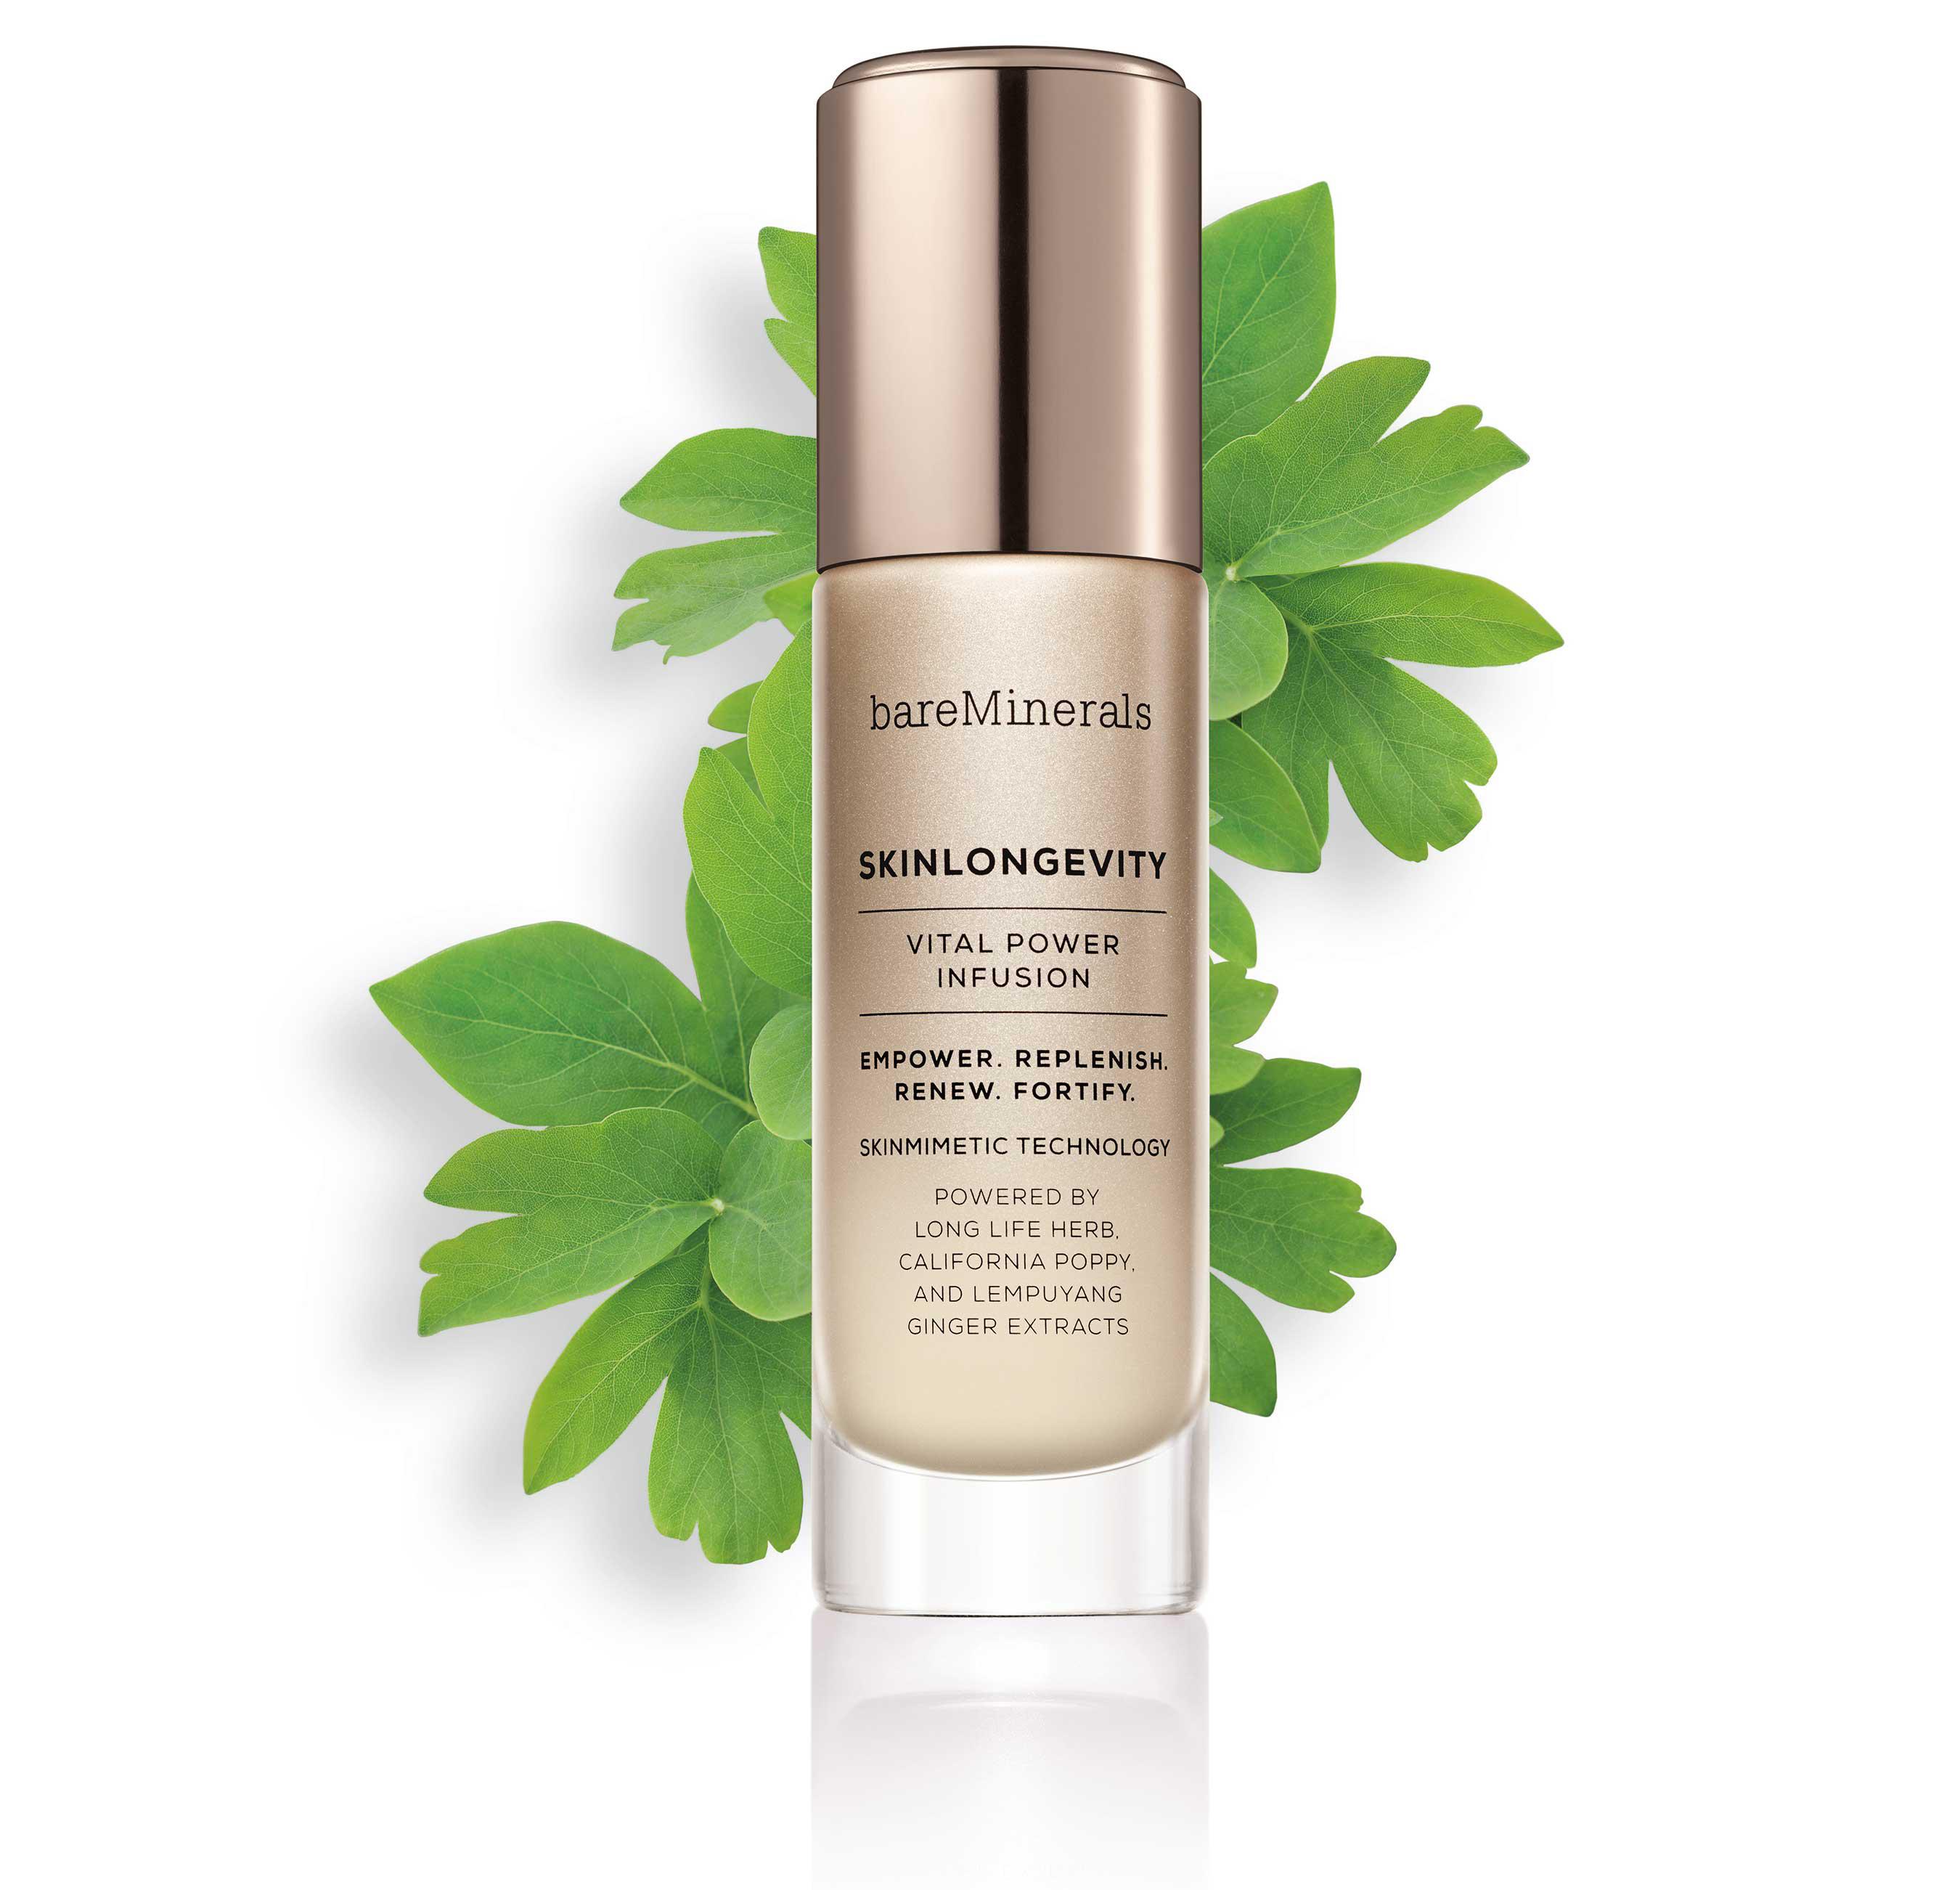 bareMinerals
SKINLONGEVITY
VITAL POWER
INFUSION
EMPOWER. REPLENISH.
RENEW. FORTIFY.
SKINMIMETIC TECHNOLOGY
POWERED BY
LONG LIFE HERB,
CALIFORNIA POPPY,
AND LEMPUYANG
GINGER EXTRACTS